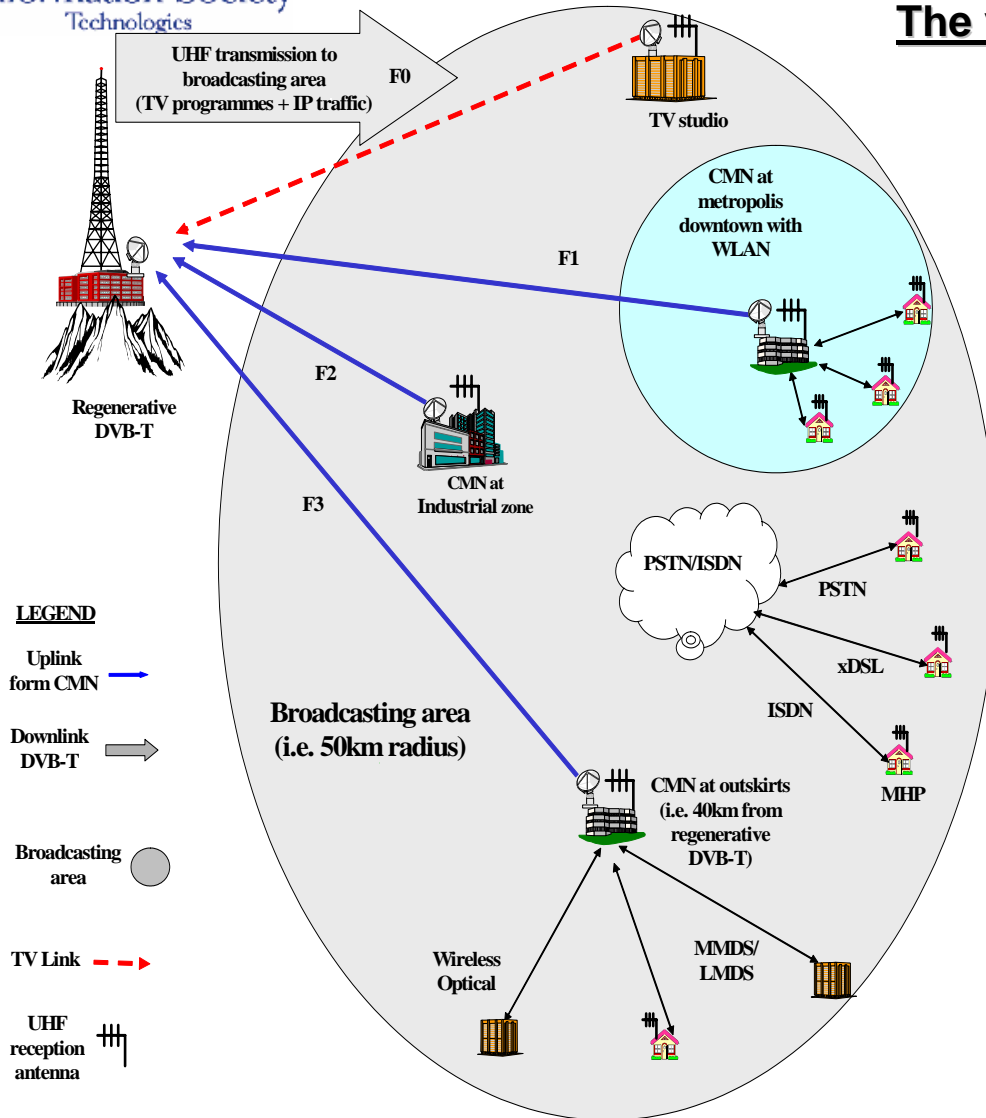 Technologies
The
UHF transmission to
broadcasting area
(TV programmes + IP traffic)
F0
TV studio
CMN at
metropolis
downtown with
WLAN
F1
F2
Regenerative
DVB-T
CMN at
Industrial zone
F3
PSTN/ISDN
PSTN
xDSL
ISDN
MHP
LEGEND
Uplink
form CMN
Downlink
DVB-T
Broadcasting area
(i.e. 50km radius)
CMN at outskirts
(i.e. 40km from
regenerative
DVB-T)
Broadcasting
area
TV Link
Wireless
Optical
MMDS/
LMDS
UHF
reception
antenna